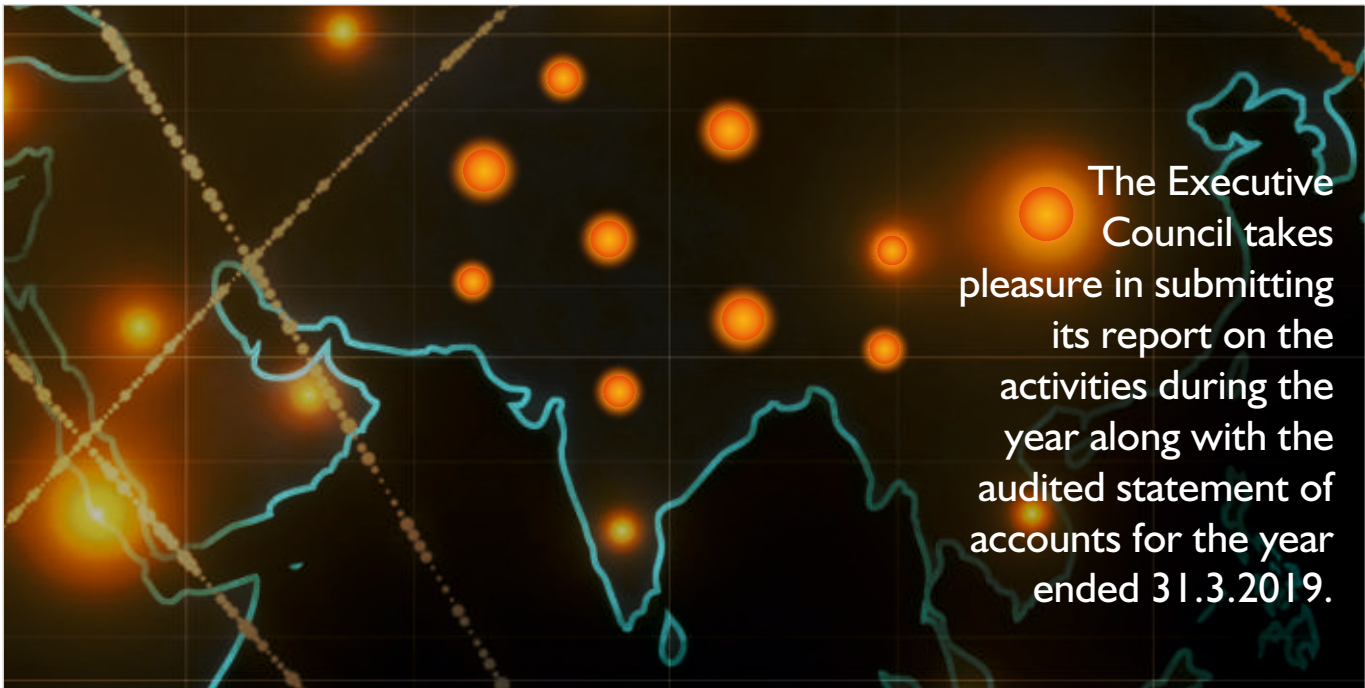 The Executive
Council takes
pleasure in submitting
its report on the
activities during the
year along with the
audited statement of
accounts for the year
ended 31.3.2019.